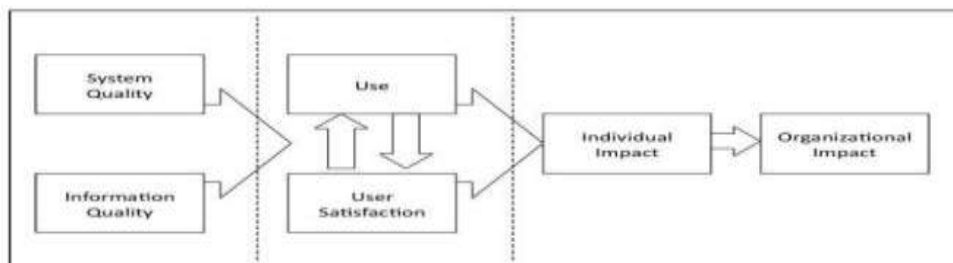 System
Quality
Use
Individual
Impact
Organizational
Impact
Information
Quality
User
Satisfaction